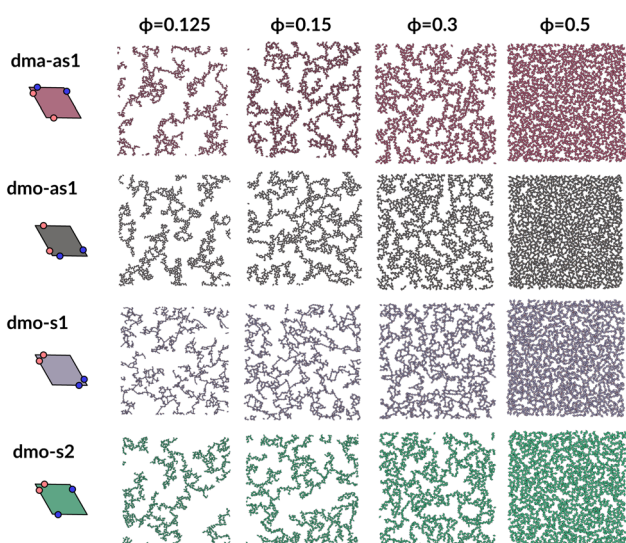 ϕ=0.125 ϕ=0.15 ϕ=0.3 ϕ=0.5
dma-as1
dmo-as1
dmo-s1
dmo-s2